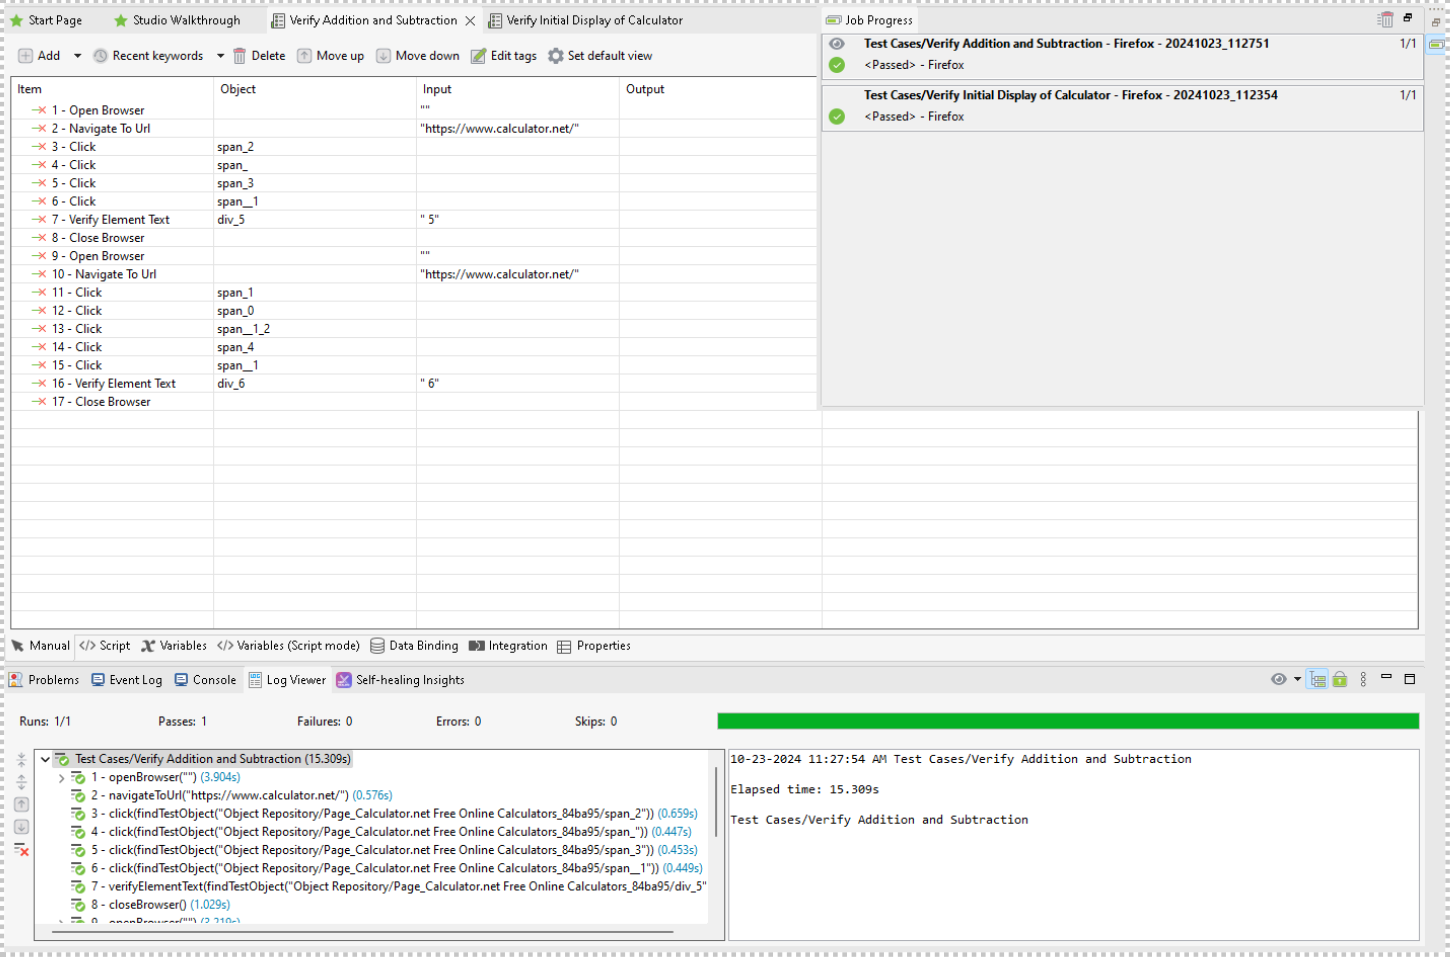 Start Page Studio Walkthrough Verify Addition and Subtraction Verify Initial Display of Calculator
Add Recent keywords Delete Move up Move down Edit tags Set default view
Item Object Input Output
1 - Open Browser ""
2 - Navigate To Url "https://www.calculator.net/"
3 - Click span_2
4 - Click span_
5 - Click span_3
6 - Click span__1
7 - Verify Element Text div_5 " 5"
8 - Close Browser
9 - Open Browser ""
10 - Navigate To Url "https://www.calculator.net/"
11 - Click span_1
12 - Click span_0
13 - Click span__1_2
14 - Click span_4
15 - Click span__1
16 - Verify Element Text div_6 " 6"
17 - Close Browser
Job Progress
Test Cases/Verify Addition and Subtraction - Firefox - 20241023_112751 1/1
<Passed> - Firefox
Test Cases/Verify Initial Display of Calculator - Firefox - 20241023_112354 1/1
<Passed> - Firefox
Manual </> Script Variables </> Variables (Script mode) Data Binding Integration Properties
Problems Event Log Console Log Viewer Self-healing Insights
Runs: 1/1 Passes: 1 Failures: 0 Errors: 0 Skips: 0
Test Cases/Verify Addition and Subtraction (15.309s)
1 - openBrowser("") (3.904s)
2 - navigateToUrl("https://www.calculator.net/") (0.576s)
3 - click(findTestObject("Object Repository/Page_Calculator.net Free Online Calculators_84ba95/span_2")) (0.659s)
4 - click(findTestObject("Object Repository/Page_Calculator.net Free Online Calculators_84ba95/span_")) (0.447s)
5 - click(findTestObject("Object Repository/Page_Calculator.net Free Online Calculators_84ba95/span_3")) (0.453s)
6 - click(findTestObject("Object Repository/Page_Calculator.net Free Online Calculators_84ba95/span__1")) (0.449s)
7 - verifyElementText(findTestObject("Object Repository/Page_Calculator.net Free Online Calculators_84ba95/div_5"
8 - closeBrowser() (1.029s)
9 - openBrowser("") (3.219s)
10-23-2024 11:27:54 AM Test Cases/Verify Addition and Subtraction
Elapsed time: 15.309s
Test Cases/Verify Addition and Subtraction